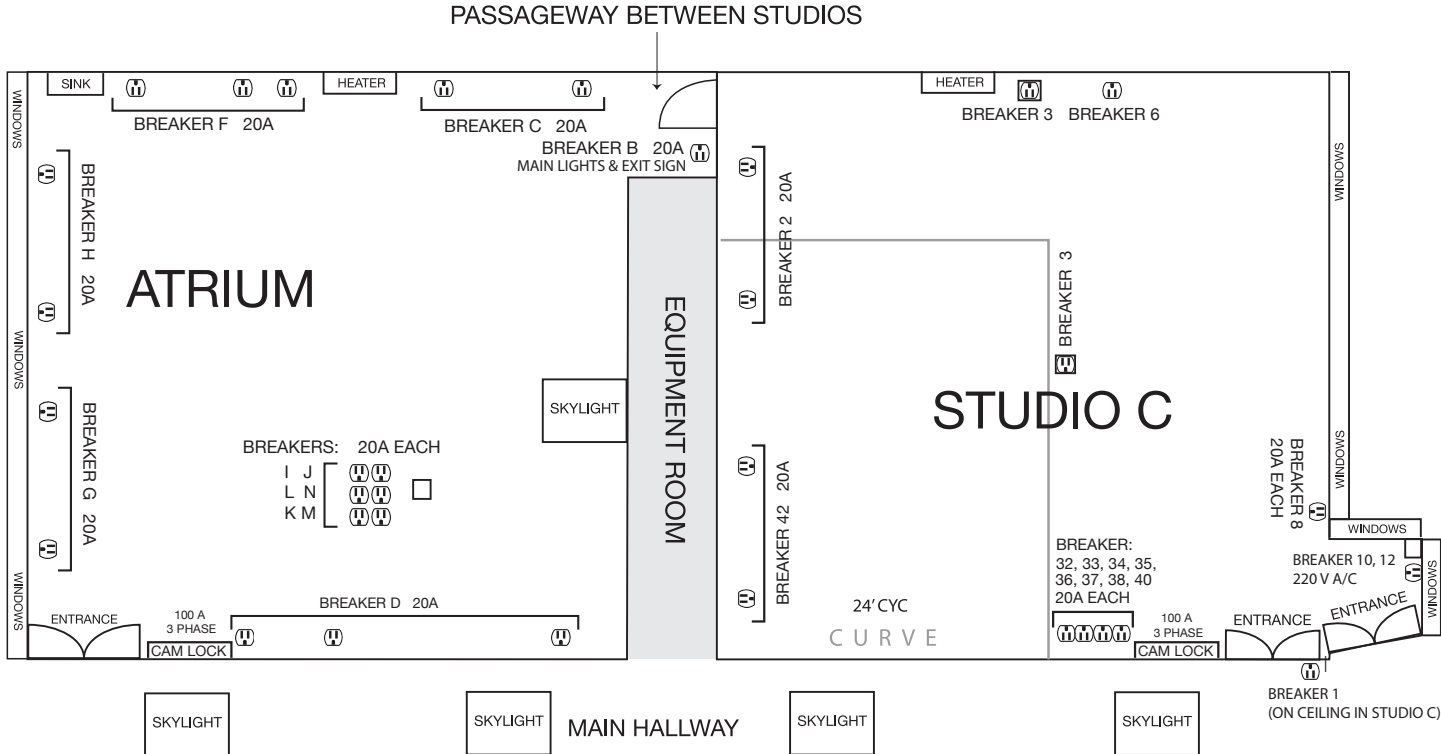 PASSAGEWAY BETWEEN STUDIOS
SINK
HEATER
HEATER
WINDOWS
BREAKER F 20A
BREAKER C 20A
BREAKER 3
BREAKER 6
BREAKER B 20A
MAIN LIGHTS & EXIT SIGN
WINDOWS
BREAKER H 20A
BREAKER 2 20A
ATRIUM
BREAKER 3
EQUIPMENT ROOM
WINDOWS
SKYLIGHT
STUDIO C
BREAKER G 20A
BREAKERS: 20A EACH
I J
L N
K M
BREAKER 42 20A
WINDOWS
BREAKER 8
20A EACH
WINDOWS
BREAKER:
32, 33, 34, 35,
36, 37, 38, 40
20A EACH
BREAKER 10, 12
220 V A/C
WINDOWS
WINDOWS
ENTRANCE
100 A
3 PHASE
CAM LOCK
BREAKER D 20A
24' CYC
CURVE
100 A
3 PHASE
CAM LOCK
ENTRANCE
ENTRANCE
BREAKER 1
(ON CEILING IN STUDIO C)
SKYLIGHT
SKYLIGHT
MAIN HALLWAY
SKYLIGHT
SKYLIGHT